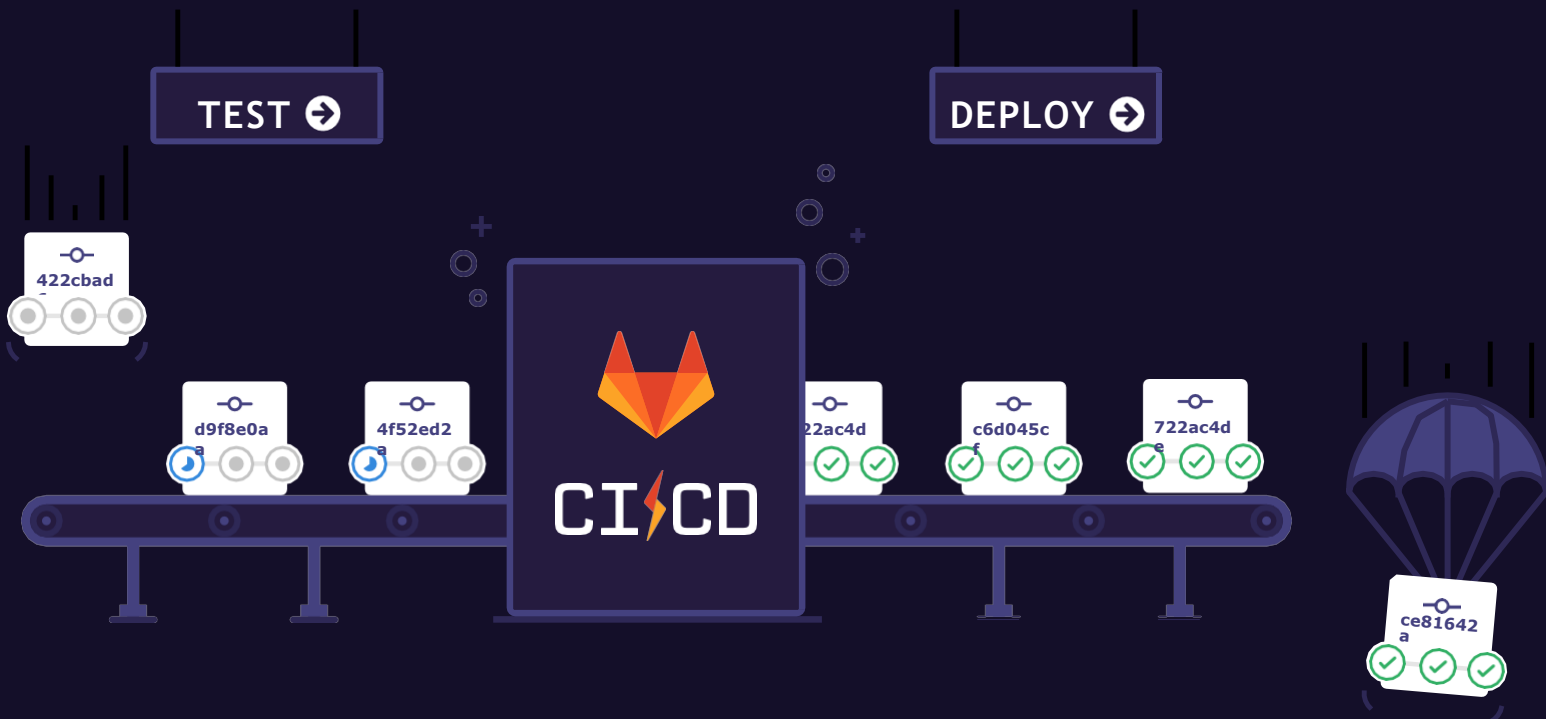 TEST
DEPLOY
422cbad
d9f8e0a
a
4f52ed2
a
22ac4d
c6d045c
f
722ac4d
e
CI CD
ce81642
a